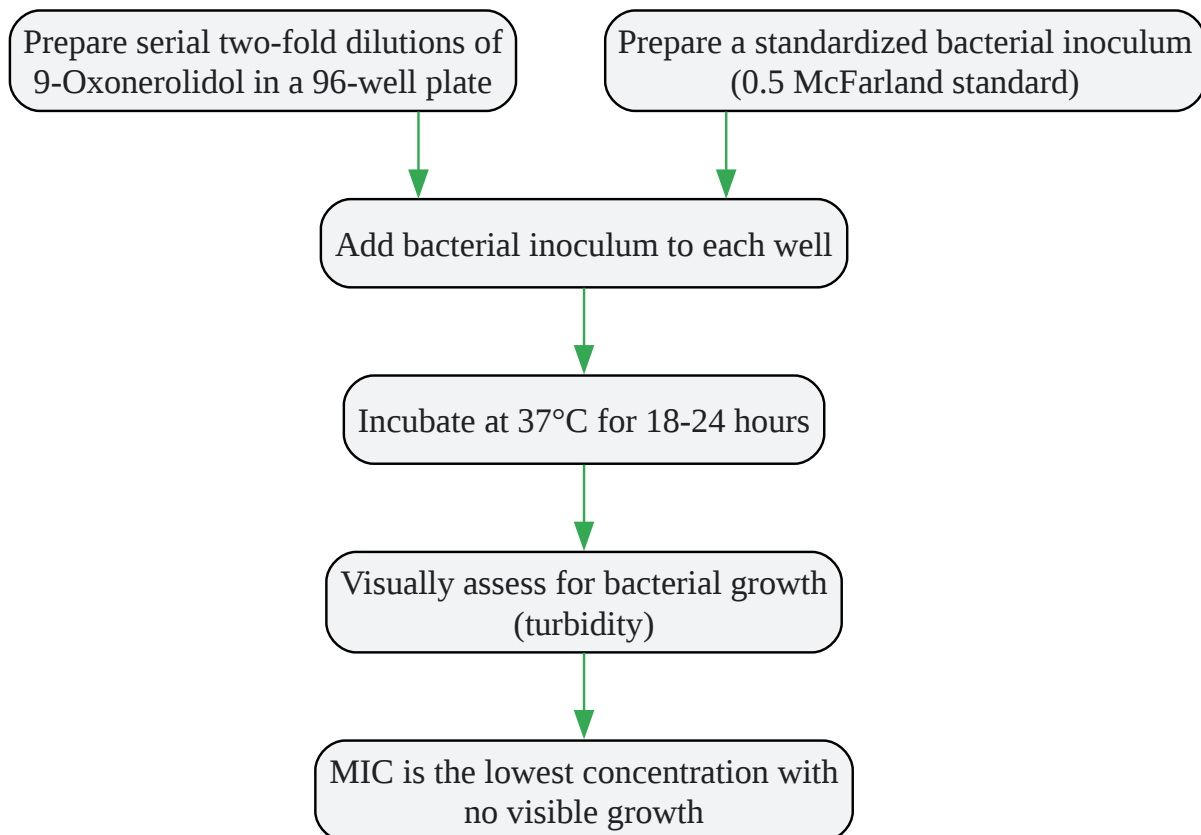 Prepare serial two-fold dilutions of
9-Oxonerolidol in a 96-well plate
Prepare a standardized bacterial inoculum
(0.5 McFarland standard)
Add bacterial inoculum to each well
Incubate at 37°C for 18-24 hours
Visually assess for bacterial growth
(turbidity)
MIC is the lowest concentration with
no visible growth